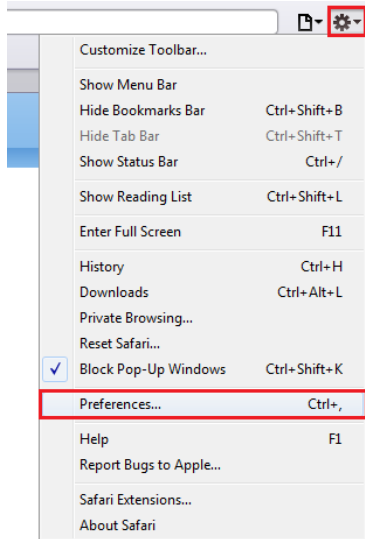 Customize Toolbar...
Show Menu Bar
Hide Bookmarks Bar Ctrl+Shift+B
Hide Tab Bar Ctrl+Shift+T
Show Status Bar Ctrl+/
Show Reading List Ctrl+Shift+L
Enter Full Screen F11
History Ctrl+H
Downloads Ctrl+Alt+L
Private Browsing...
Reset Safari...
Block Pop-Up Windows Ctrl+Shift+K
Preferences... Ctrl+,
Help F1
Report Bugs to Apple...
Safari Extensions...
About Safari